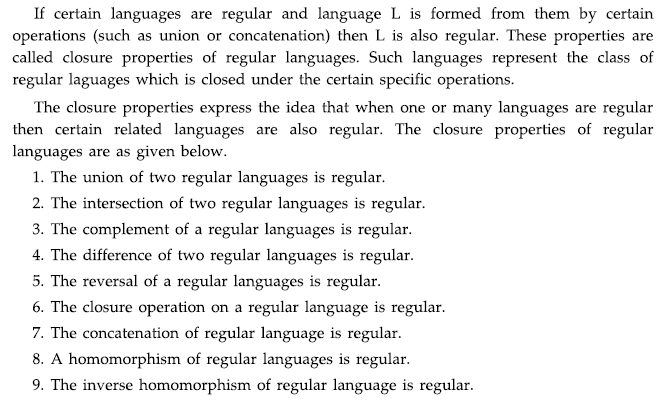 If certain languages are regular and language L is formed from them by certain
operations (such as union or concatenation) then L is also regular. These properties are
called closure properties of regular languages. Such languages represent the class of
regular laguages which is closed under the certain specific operations.
The closure properties express the idea that when one or many languages are regular
then certain related languages are also regular. The closure properties of regular
languages are as given below.
1. The union of two regular languages is regular.
2. The intersection of two regular languages is regular.
3. The complement of a regular languages is regular.
4. The difference of two regular languages is regular.
5. The reversal of a regular languages is regular.
6. The closure operation on a regular language is regular.
7. The concatenation of regular language is regular.
8. A homomorphism of regular languages is regular.
9. The inverse homomorphism of regular language is regular.